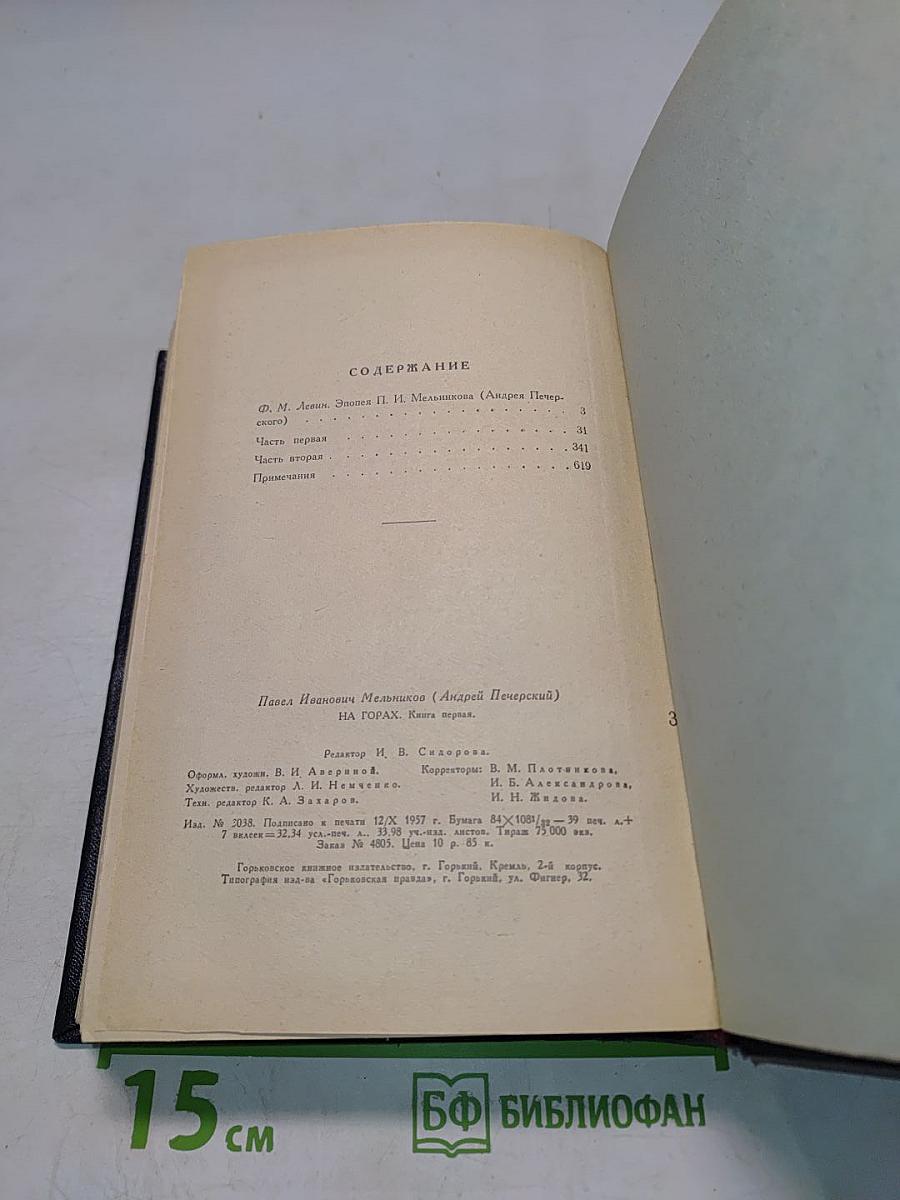 СОДЕРЖАНИЕ
Ф. М. Левин. Эпопея П. И. Мельникова (Андрея Печер-
ского) . . . . . . . . . . . . . . . . 3
Часть первая . . . . . . . . . . . . . . 31
Часть вторая . . . . . . . . . . . . . . 341
Примечания . . . . . . . . . . . . . . . 619
Павел Иванович Мельников (Андрей Печерский)
НА ГОРАХ. Книга первая.
3
Редактор И. В. Сидорова.
Оформл. художн. В. И. Авериной. Корректоры: В. М. Плотникова,
Художеств. редактор Л. И. Немченко. И. Б. Александрова,
Техн. редактор К. А. Захаров. И. Н. Жидова.
Изд. № 3038. Подписано к печати 12/X 1957 г. Бумага 84×1081/32 — 39 печ. л.+
7 вклеек=32,34 усл.-печ. л.. 33,98 уч.-изд. листов. Тираж 75 000 экз.
Заказ № 4805. Цена 10 р. 85 к.
Горьковское книжное издательство, г. Горький, Кремль, 2-й корпус.
Типография изд-ва «Горьковская правда», г. Горький, ул. Фигнер, 32.
15 см
БФ БИБЛИОФАН